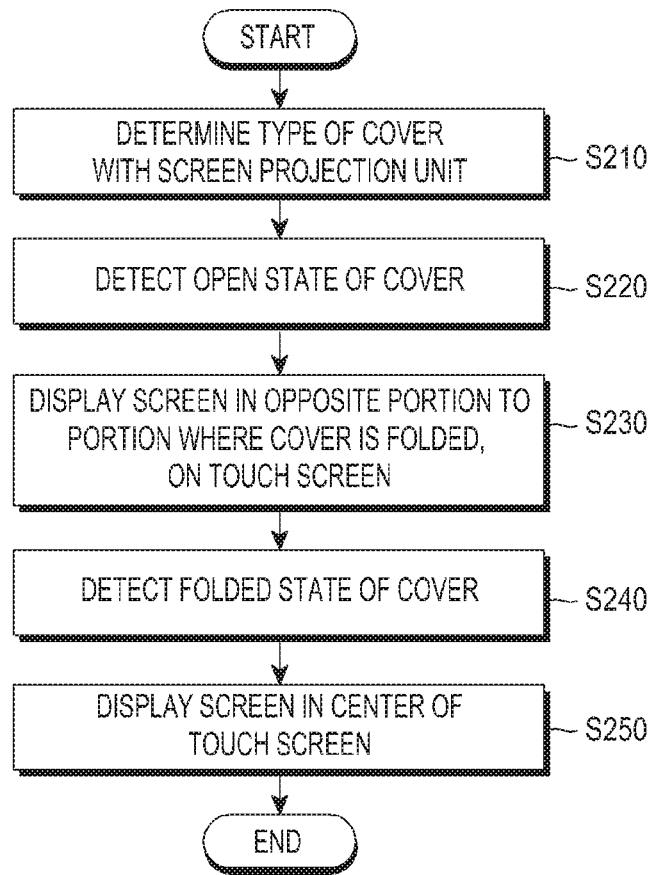 START
DETERMINE TYPE OF COVER
WITH SCREEN PROJECTION UNIT
S210
DETECT OPEN STATE OF COVER
S220
DISPLAY SCREEN IN OPPOSITE PORTION TO
PORTION WHERE COVER IS FOLDED,
ON TOUCH SCREEN
S230
DETECT FOLDED STATE OF COVER
S240
DISPLAY SCREEN IN CENTER OF
TOUCH SCREEN
S250
END